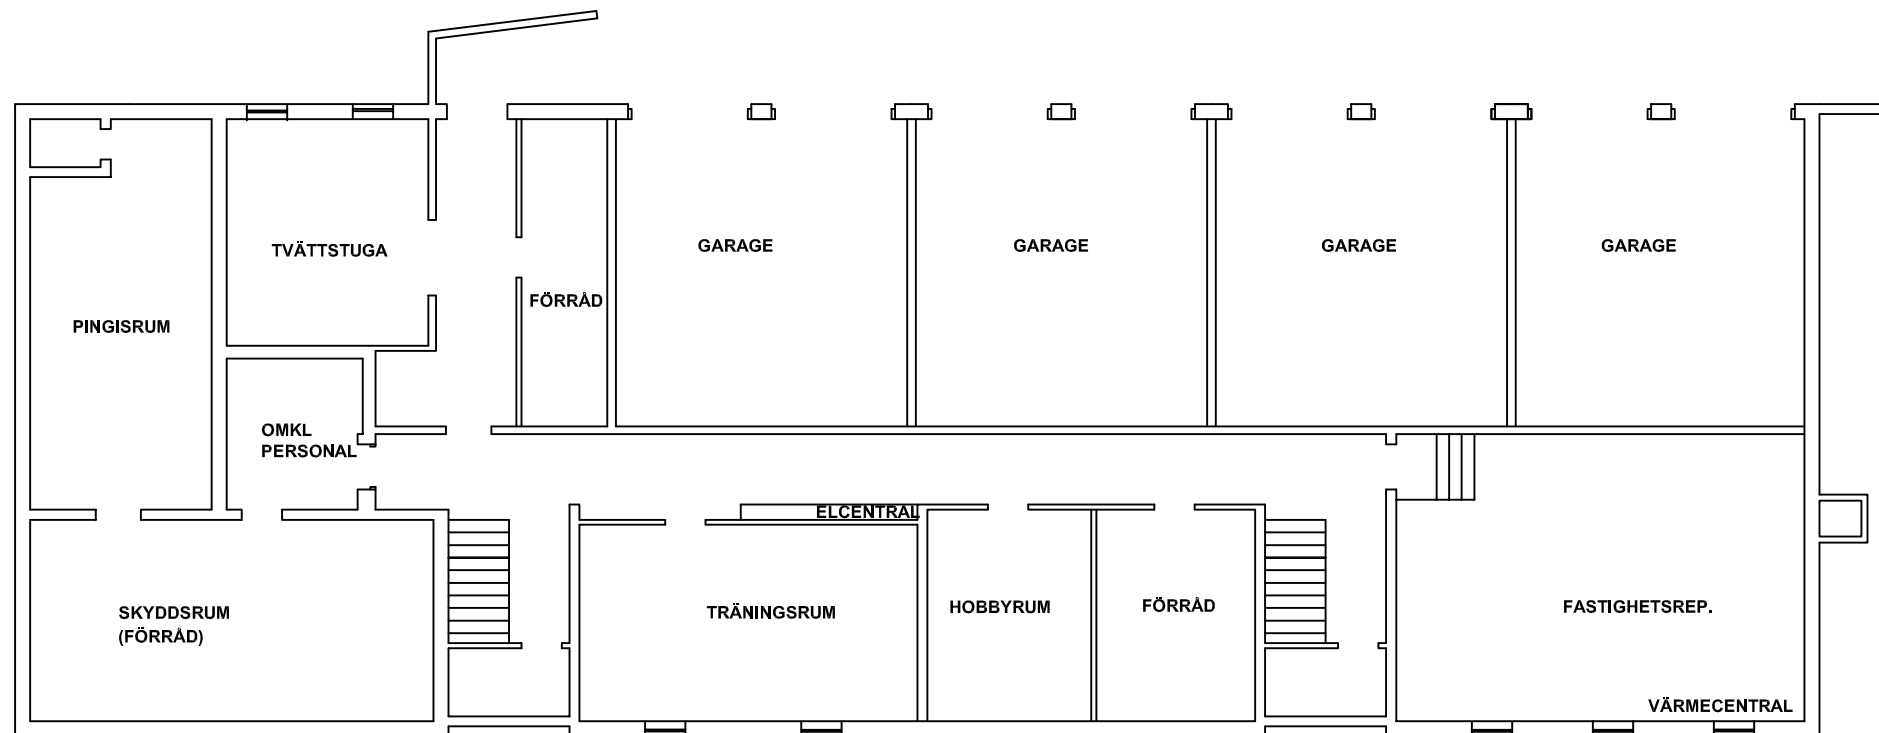 TVÄTTSTUGA
GARAGE
GARAGE
GARAGE
GARAGE
FÖRRÅD
PINGISRUM
OMKL
PERSONAL
ELCENTRAL
SKYDDSRUM
(FÖRRÅD)
TRÄNINGSRUM
HOBBYRUM
FÖRRÅD
FASTIGHETSREP.
VÄRMECENTRAL